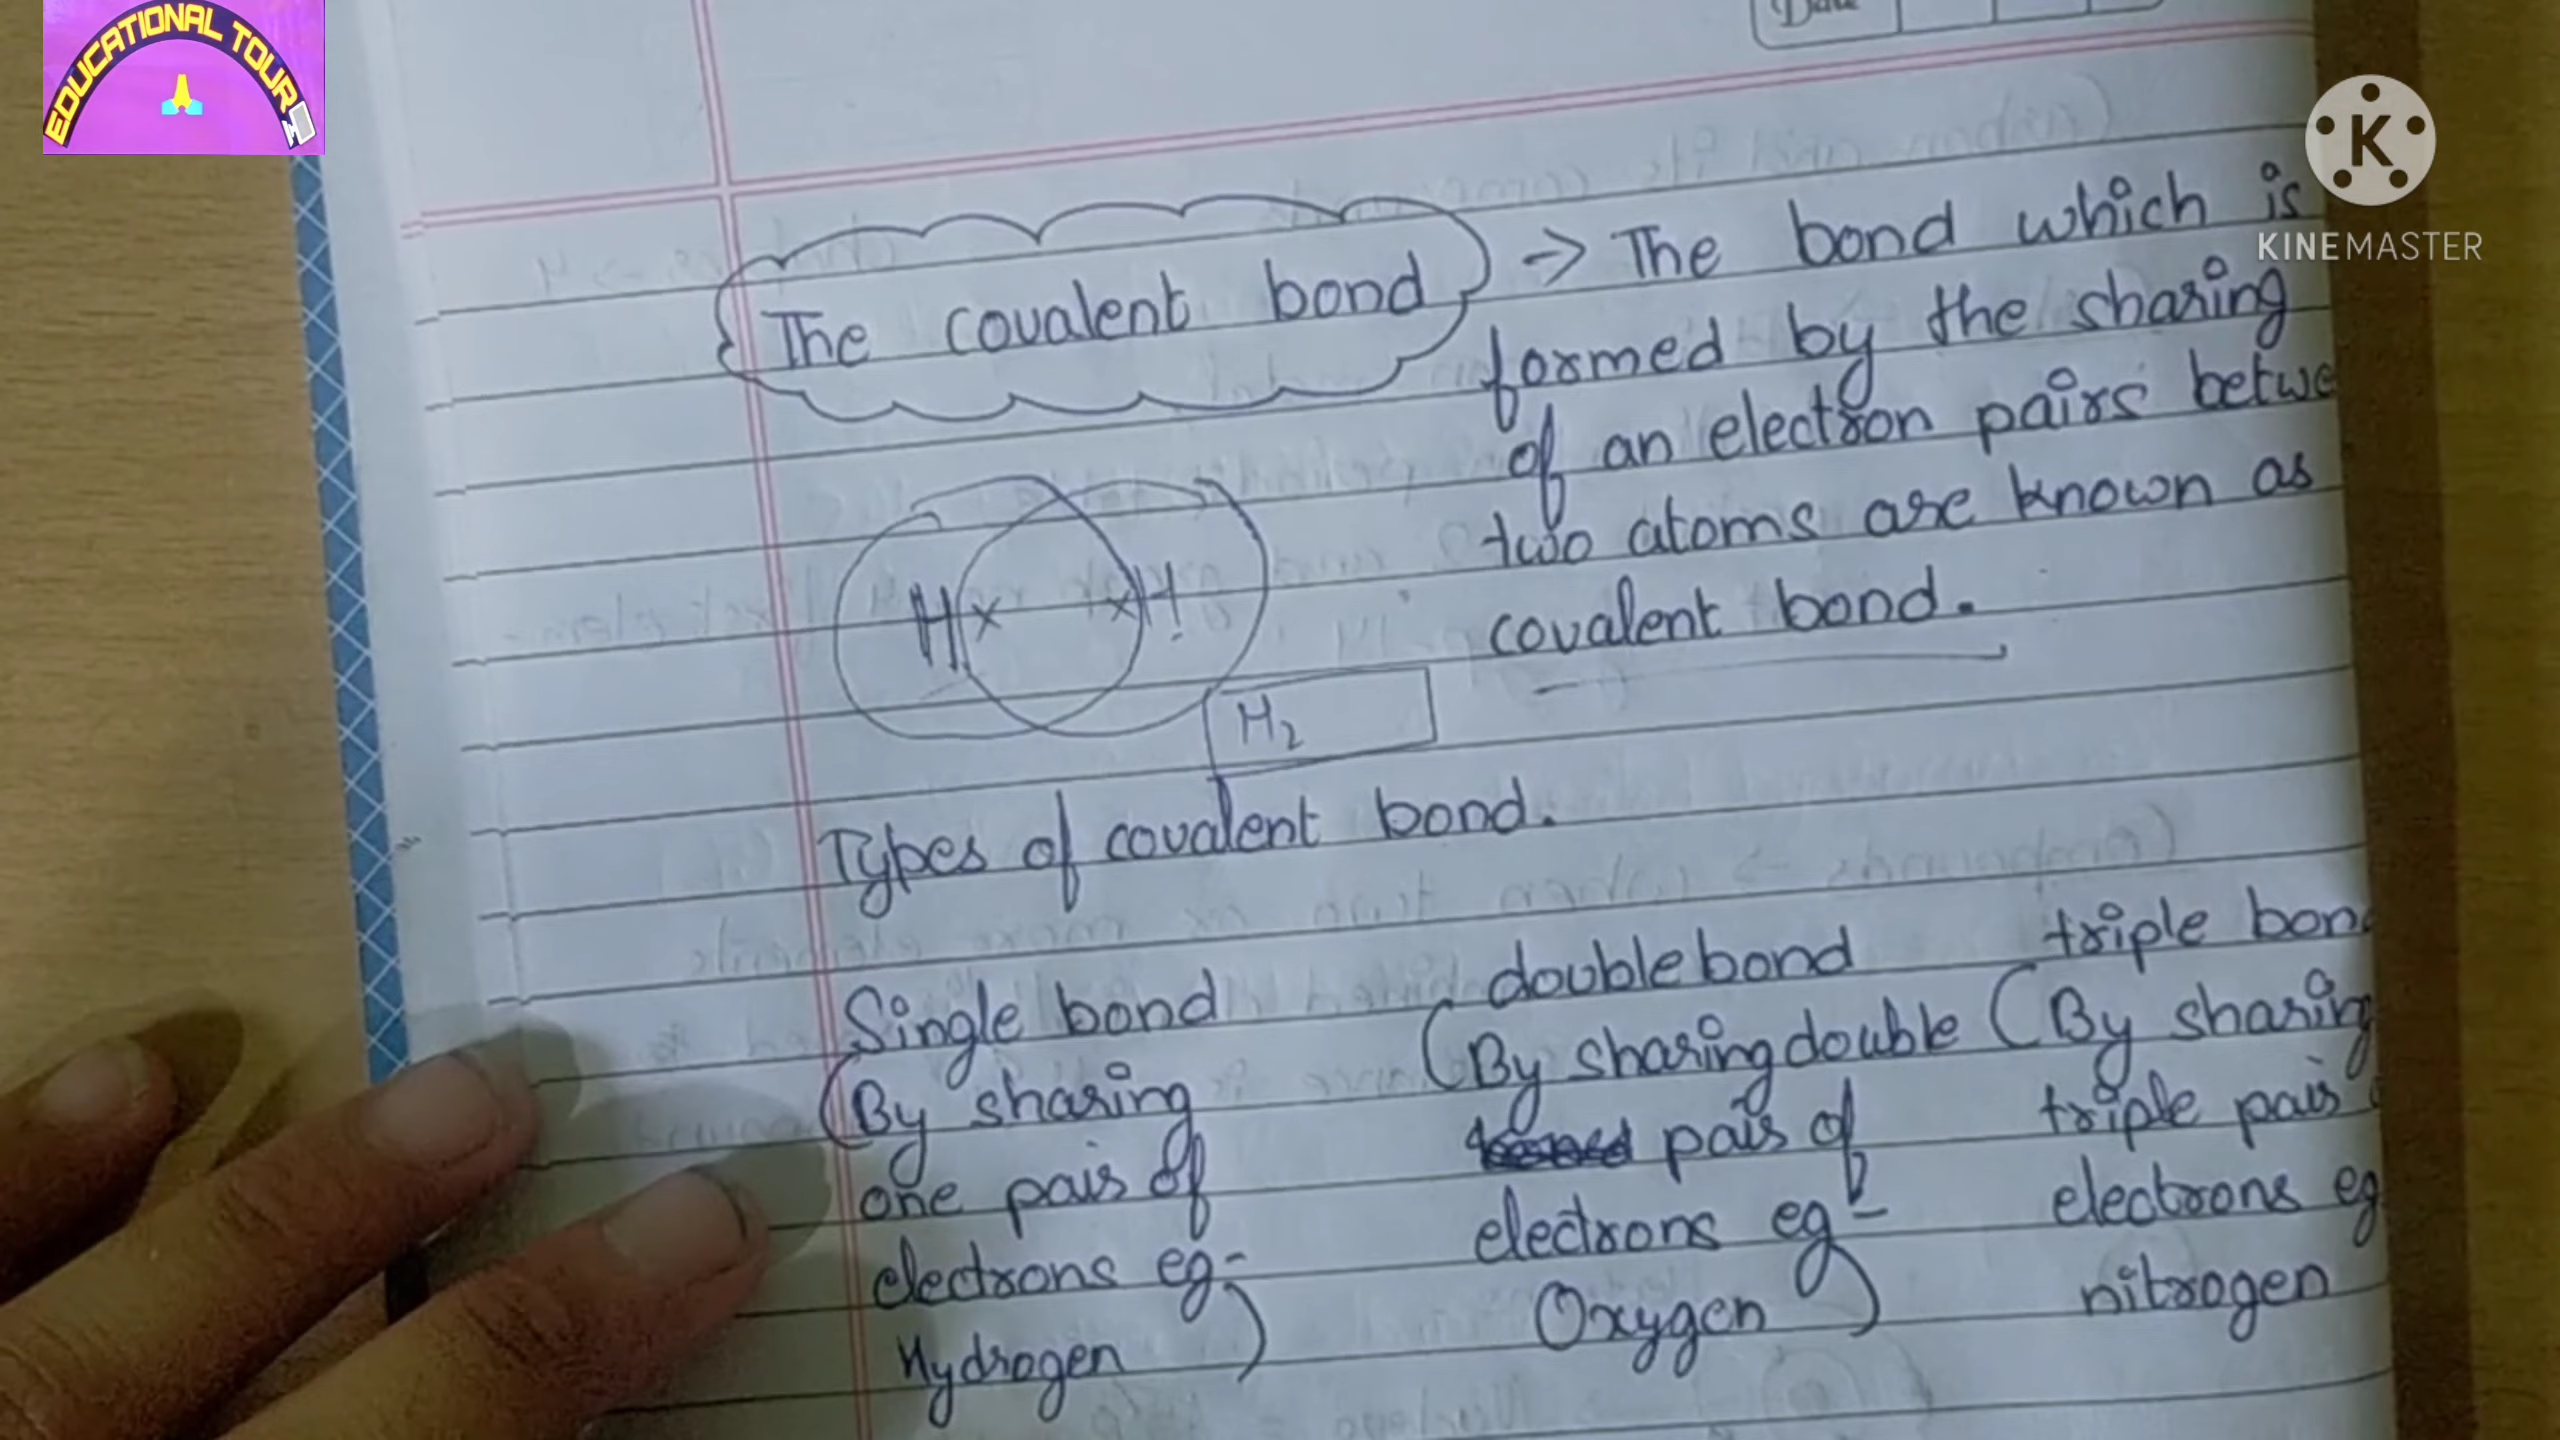 EDUCATIONAL TOUR
Date
K
KINEMASTER
The covalent bond → The bond which is
formed by the sharing
of an electron pairs betwe
two atoms are known as
covalent bond.
H x x H
H2
Types of covalent bond.
Single bond
(By sharing
one pair of
electrons eg-
Hydrogen )
double bond
(By sharing double
pair of
electrons eg-
Oxygen )
triple bon
(By sharing
triple pair
electrons eg
nitrogen